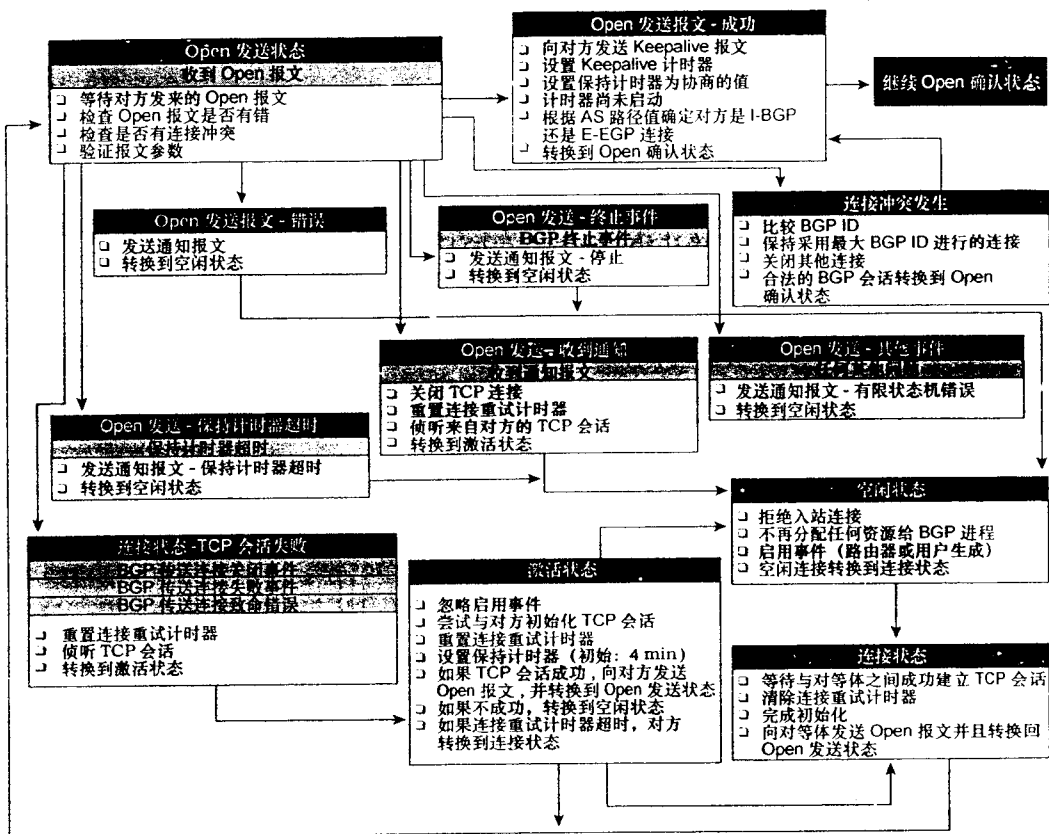 Open 发送状态
收到 Open 报文
等待对方发来的 Open 报文
检查 Open 报文是否有错
检查是否有连接冲突
验证报文参数
Open 发送报文 - 成功
向对方发送 Keepalive 报文
设置 Keepalive 计时器
设置保持计时器为协商的值
计时器尚未启动
根据 AS 路径值确定对方是 I-BGP
还是 E-EGP 连接
转换到 Open 确认状态
继续 Open 确认状态
Open 发送报文 - 错误
发送通知报文
转换到空闲状态
Open 发送 - 终止事件
BGP 终止事件
发送通知报文 - 停止
转换到空闲状态
连接冲突发生
比较 BGP ID
保持采用最大 BGP ID 进行的连接
关闭其他连接
合法的 BGP 会话转换到 Open
确认状态
Open 发送 - 收到通知
收到通知报文
关闭 TCP 连接
重置连接重试计时器
侦听来自对方的 TCP 会话
转换到激活状态
Open 发送 - 其他事件
发送通知报文 - 有限状态机错误
转换到空闲状态
Open 发送 - 保持计时器超时
保持计时器超时
发送通知报文 - 保持计时器超时
转换到空闲状态
空闲状态
拒绝入站连接
不再分配任何资源给 BGP 进程
启用事件（路由器或用户生成）
空闲连接转换到连接状态
连接状态 -TCP 会话失败
BGP 传送连接关闭事件
BGP 传送连接失败事件
BGP 传送连接致命错误
重置连接重试计时器
侦听 TCP 会话
转换到激活状态
激活状态
忽略启用事件
尝试与对方初始化 TCP 会话
重置连接重试计时器
设置保持计时器（初始：4 min）
如果 TCP 会话成功，向对方发送
Open 报文，并转换到 Open 发送状态
如果不成功，转换到空闲状态
如果连接重试计时器超时，对方
转换到连接状态
连接状态
等待与对等体之间成功建立 TCP 会话
清除连接重试计时器
完成初始化
向对等体发送 Open 报文并且转换回
Open 发送状态